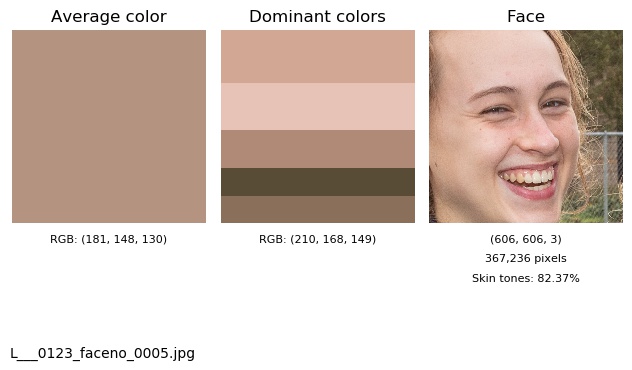 Average color
Dominant colors
Face
RGB: (181, 148, 130)
RGB: (210, 168, 149)
(606, 606, 3)
367,236 pixels
Skin tones: 82.37%
L___0123_faceno_0005.jpg